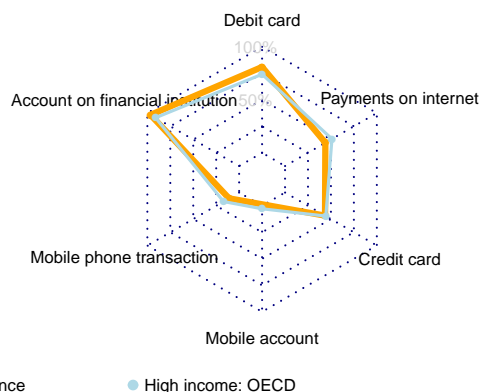 Debit card
100%
Account on financial institution
50%
Payments on internet
Mobile phone transaction
Credit card
Mobile account
High income: OECD